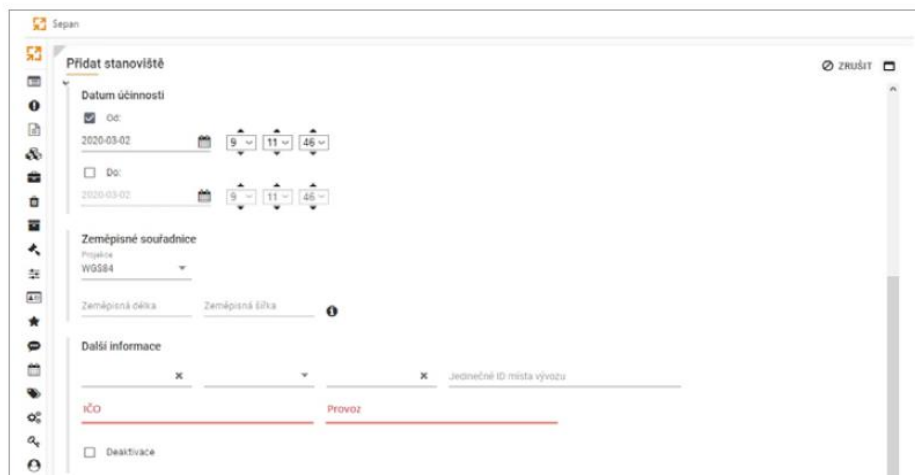 Sepan
Přidat stanoviště
ZRUŠIT
Datum účinnosti
Od:
2020-03-02 9 11 46
Do:
2020-03-02 9 11 46
Zeměpisné souřadnice
Projekce
WGS84
Zeměpisná délka Zeměpisná šířka
Další informace
Jedinečné ID místa vývozu
IČO Provoz
Deaktivace